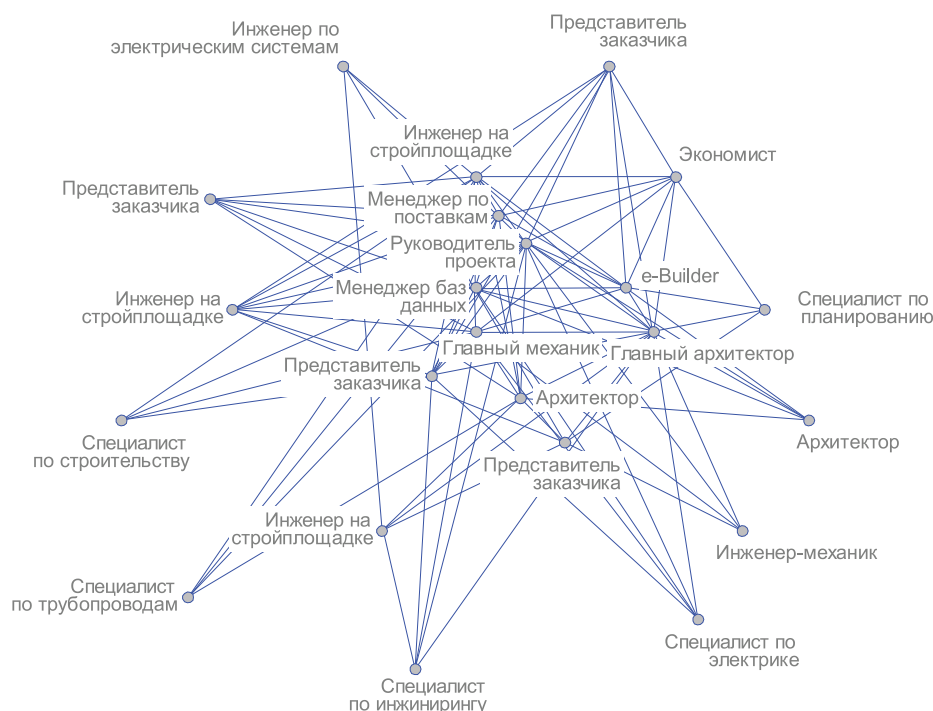 Инженер по
электрическим системам
Представитель
заказчика
Инженер на
стройплощадке
Экономист
Представитель
заказчика
Менеджер по
поставкам
Руководитель
проекта
e-Builder
Менеджер баз
данных
Инженер на
стройплощадке
Специалист по
планированию
Главный механик
Главный архитектор
Представитель
заказчика
Архитектор
Архитектор
Специалист
по строительству
Представитель
заказчика
Инженер на
стройплощадке
Инженер-механик
Специалист
по трубопроводам
Специалист по
электрике
Специалист
по инжинирингу